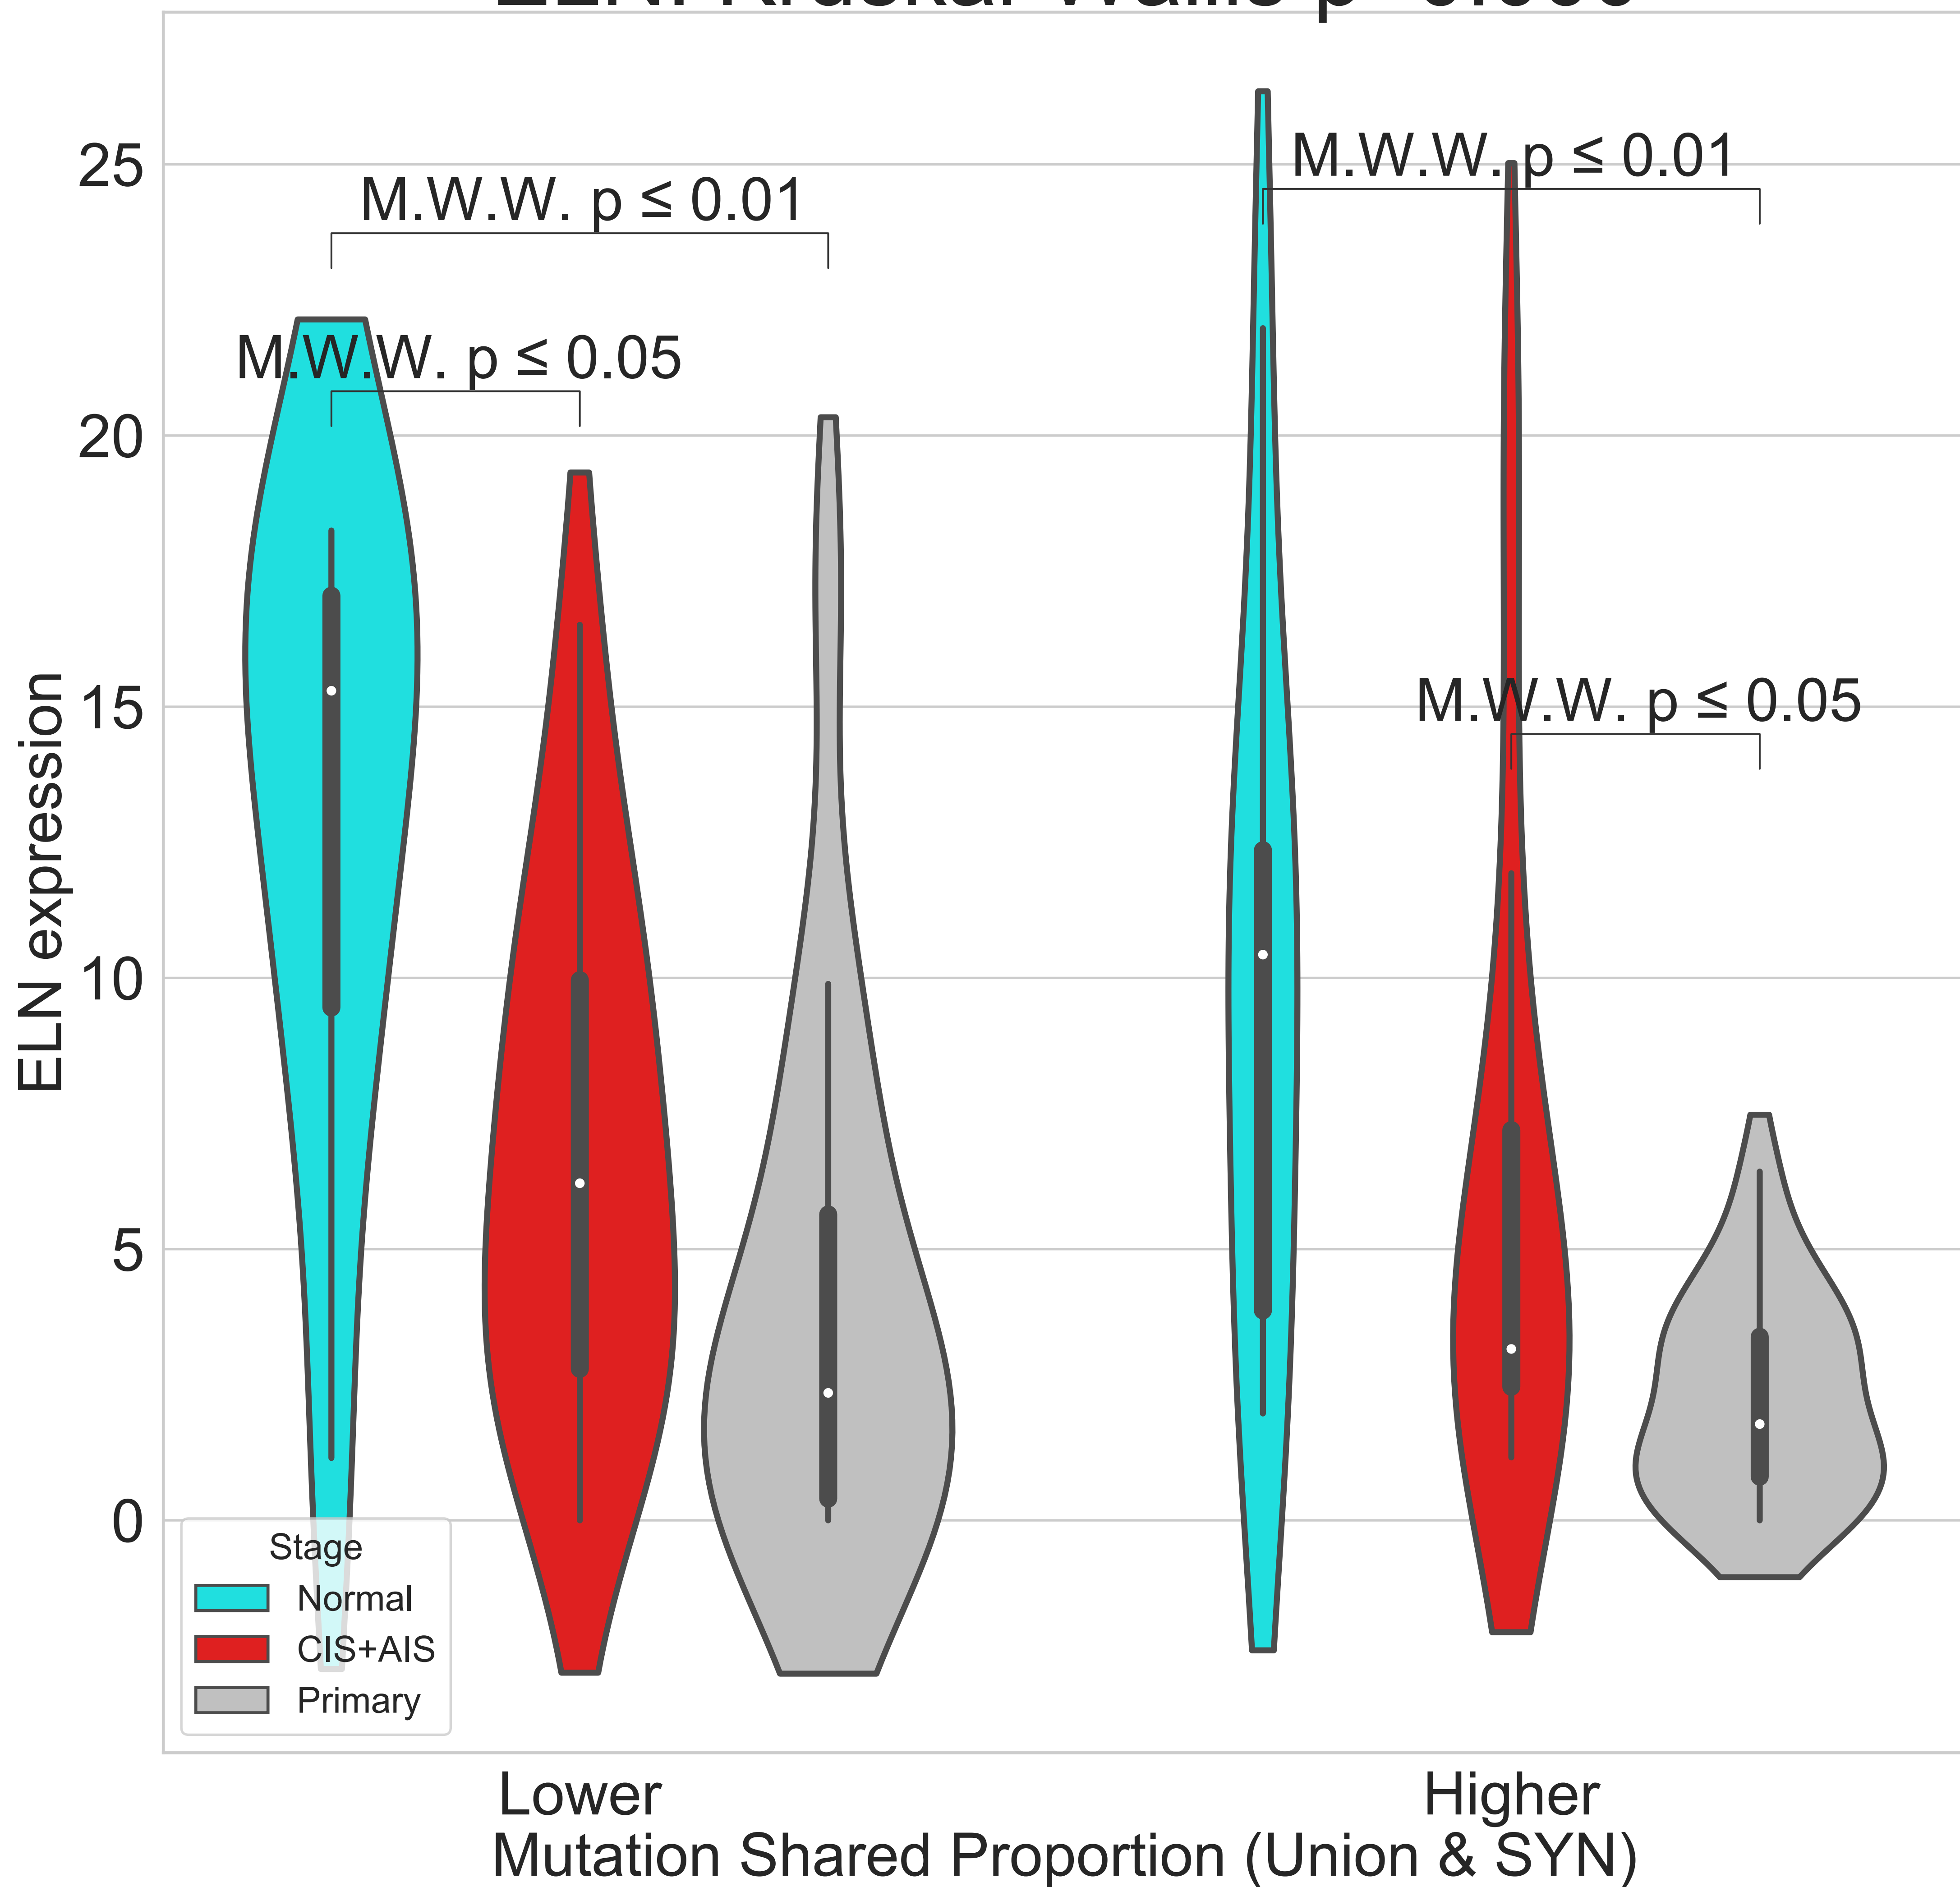 25
20
15
10
5
0
ELN expression
M.W.W. p ≤ 0.01
M.W.W. p ≤ 0.05
M.W.W. p ≤ 0.01
M.W.W. p ≤ 0.05
Stage
Normal
CIS+AIS
Primary
Lower
Higher
Mutation Shared Proportion (Union & SYN)